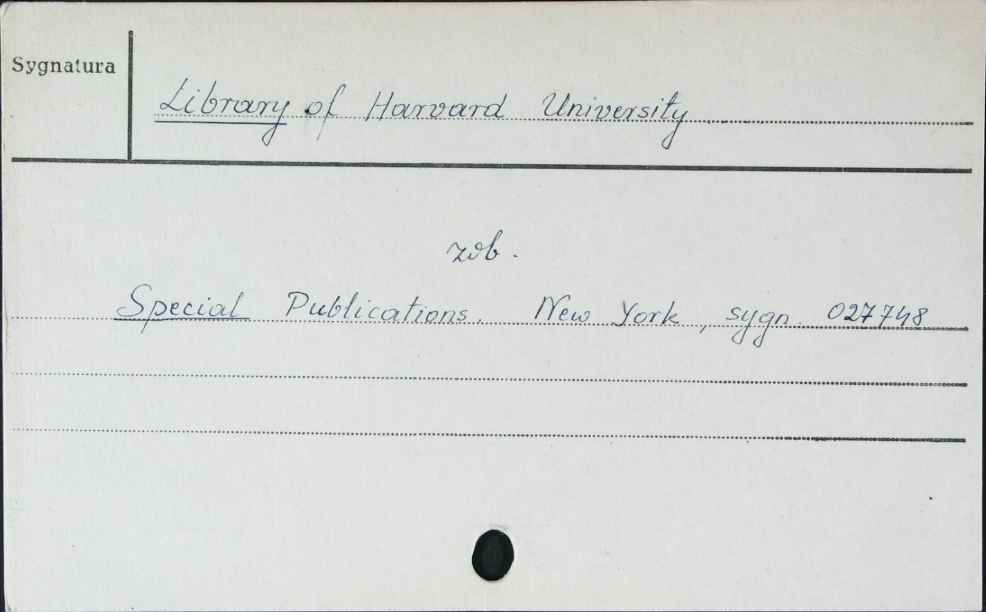 Sygnatura
Library of Harvard University
zob.
Special Publications. New York, sygn. 027748